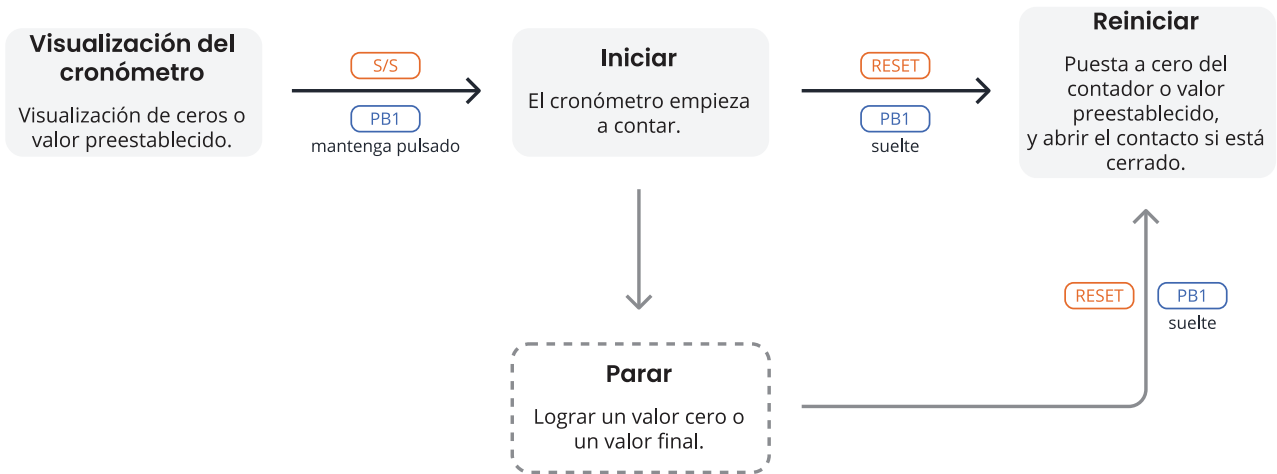 Visualización del
cronómetro
Visualización de ceros o
valor preestablecido.
S/S
PB1
mantenga pulsado
Iniciar
El cronómetro empieza
a contar.
RESET
PB1
suelte
Reiniciar
Puesta a cero del
contador o valor
preestablecido,
y abrir el contacto si está
cerrado.
RESET
PB1
suelte
Parar
Lograr un valor cero o
un valor final.